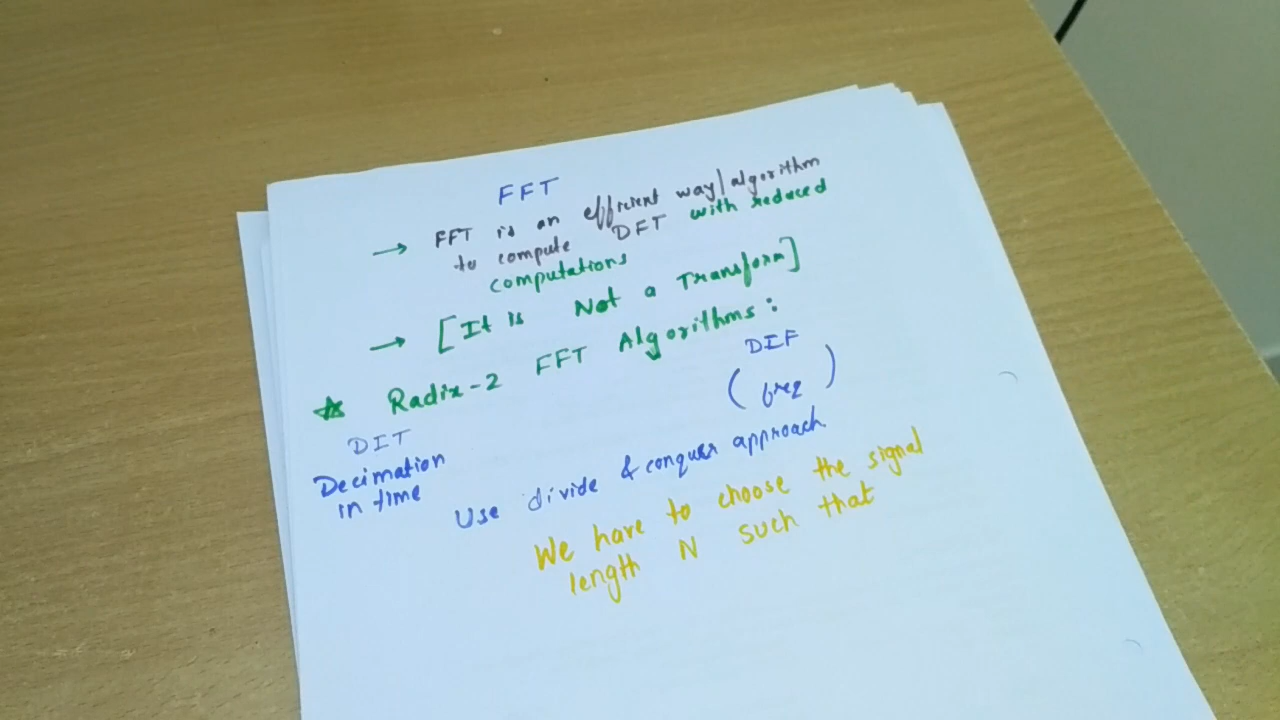 FFT
→ FFT is an efficient way/algorithm
to compute DFT with reduced
computations
→ [It is Not a Transform]
☆ Radix-2 FFT Algorithms:
DIT DIF
Decimation (freq)
in time
Use divide & conquer approach
We have to choose the signal
length N such that